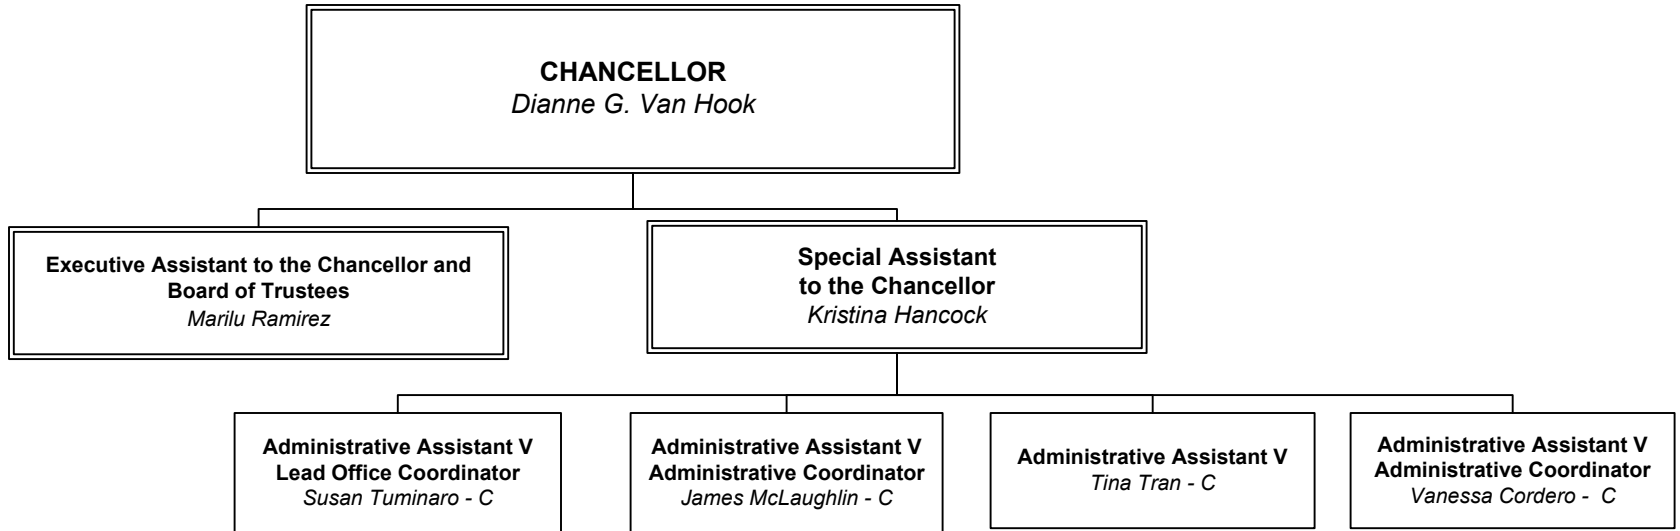 CHANCELLOR
Dianne G. Van Hook
Executive Assistant to the Chancellor and
Board of Trustees
Marilu Ramirez
Special Assistant
to the Chancellor
Kristina Hancock
Administrative Assistant V
Lead Office Coordinator
Susan Tuminaro - C
Administrative Assistant V
Administrative Coordinator
James McLaughlin - C
Administrative Assistant V
Tina Tran - C
Administrative Assistant V
Administrative Coordinator
Vanessa Cordero -  C